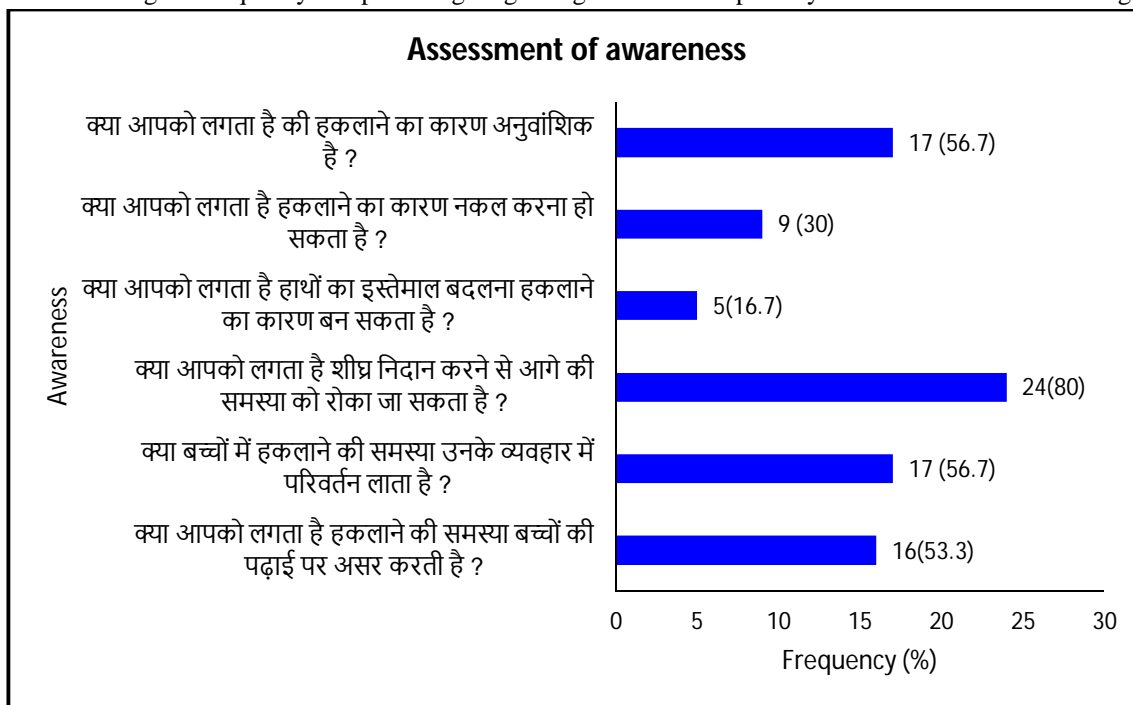 Assessment of awareness
क्या आपको लगता है की हकलाने का कारण अनुवांशिक
है ?
17 (56.7)
क्या आपको लगता है हकलाने का कारण नकल करना हो
सकता है ?
9 (30)
क्या आपको लगता है हाथों का इस्तेमाल बदलना हकलाने
का कारण बन सकता है ?
5(16.7)
क्या आपको लगता है शीघ्र निदान करने से आगे की
समस्या को रोका जा सकता है ?
24(80)
क्या बच्चों में हकलाने की समस्या उनके व्यवहार में
परिवर्तन लाता है ?
17 (56.7)
क्या आपको लगता है हकलाने की समस्या बच्चों की
पढ़ाई पर असर करती है ?
16(53.3)
Awareness
0 5 10 15 20 25 30
Frequency (%)